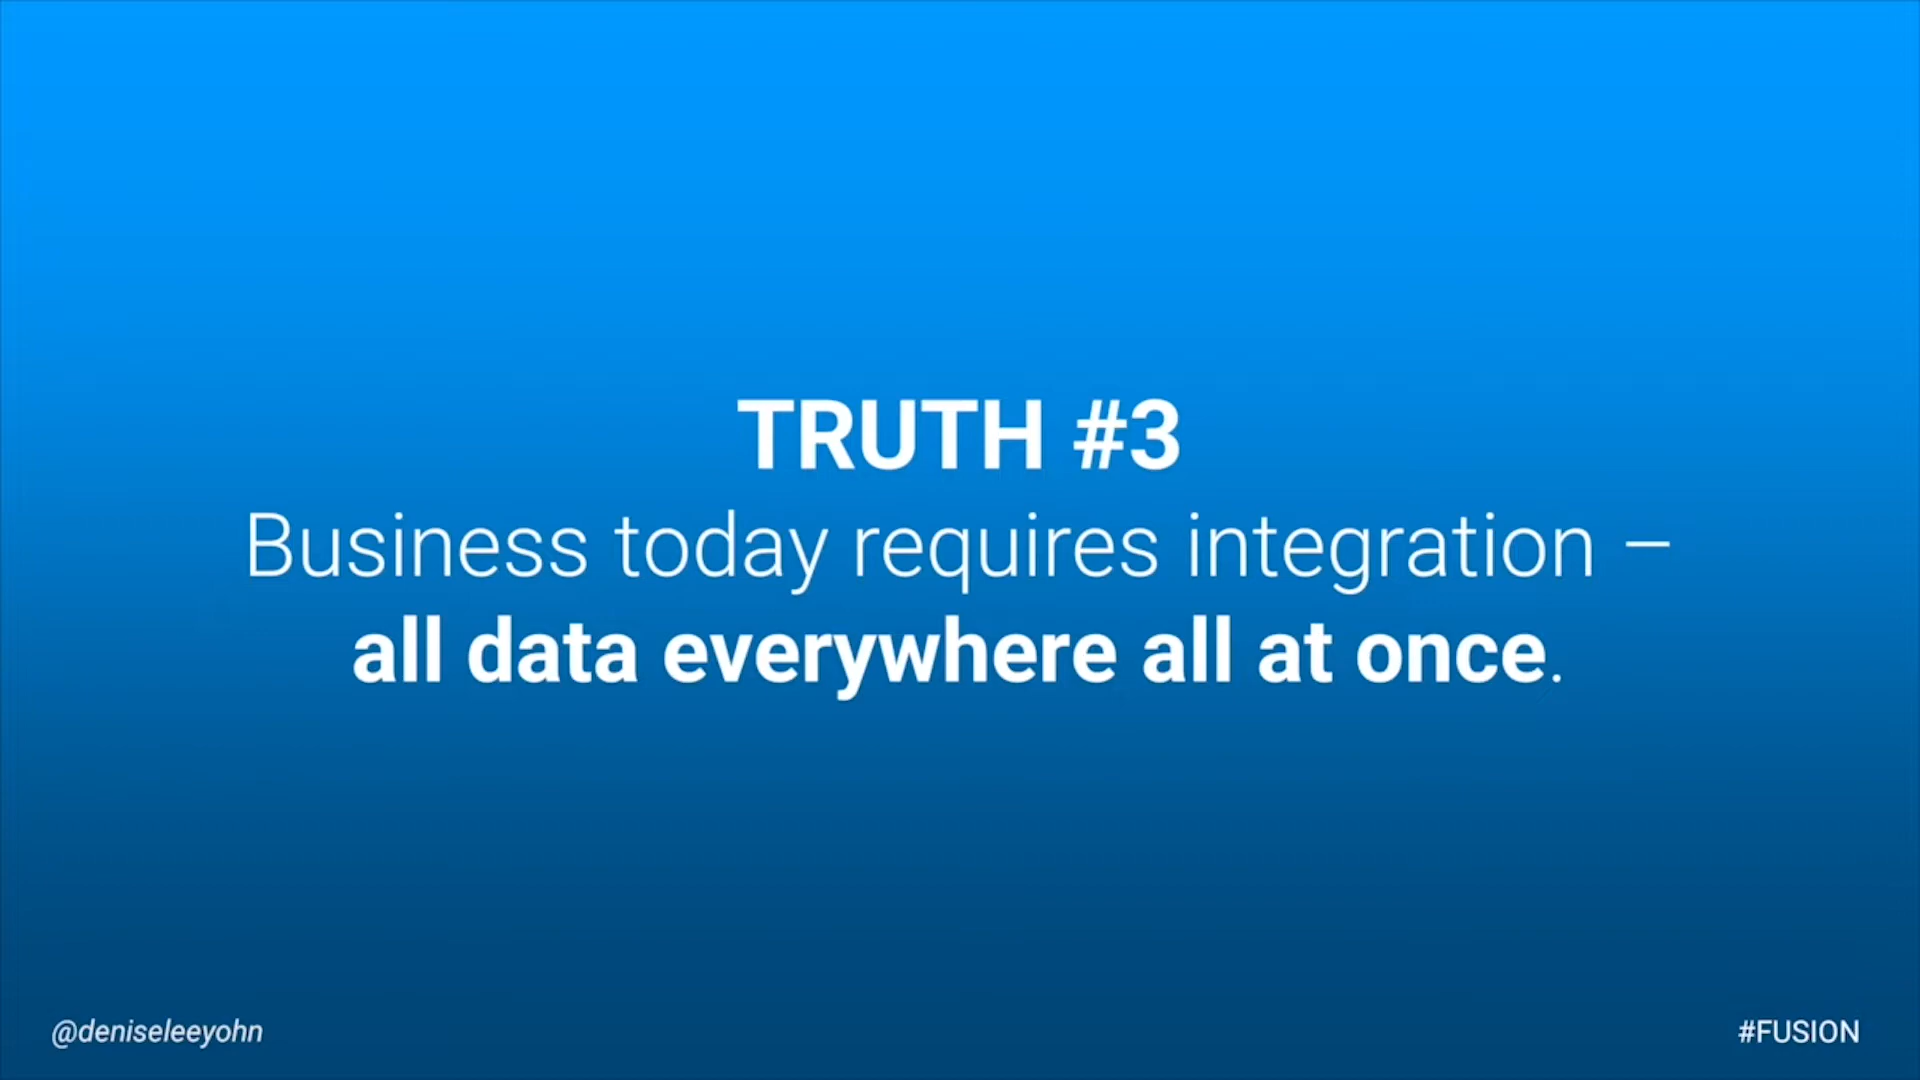 TRUTH #3
Business today requires integration –
all data everywhere all at once.
@deniseleeyohn
#FUSION